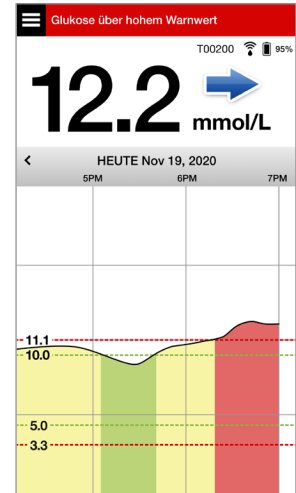 Glukose über hohem Warnwert
T00200 95%
12.2
mmol/L
< HEUTE Nov 19, 2020
5PM 6PM 7PM
11.1
10.0
5.0
3.3